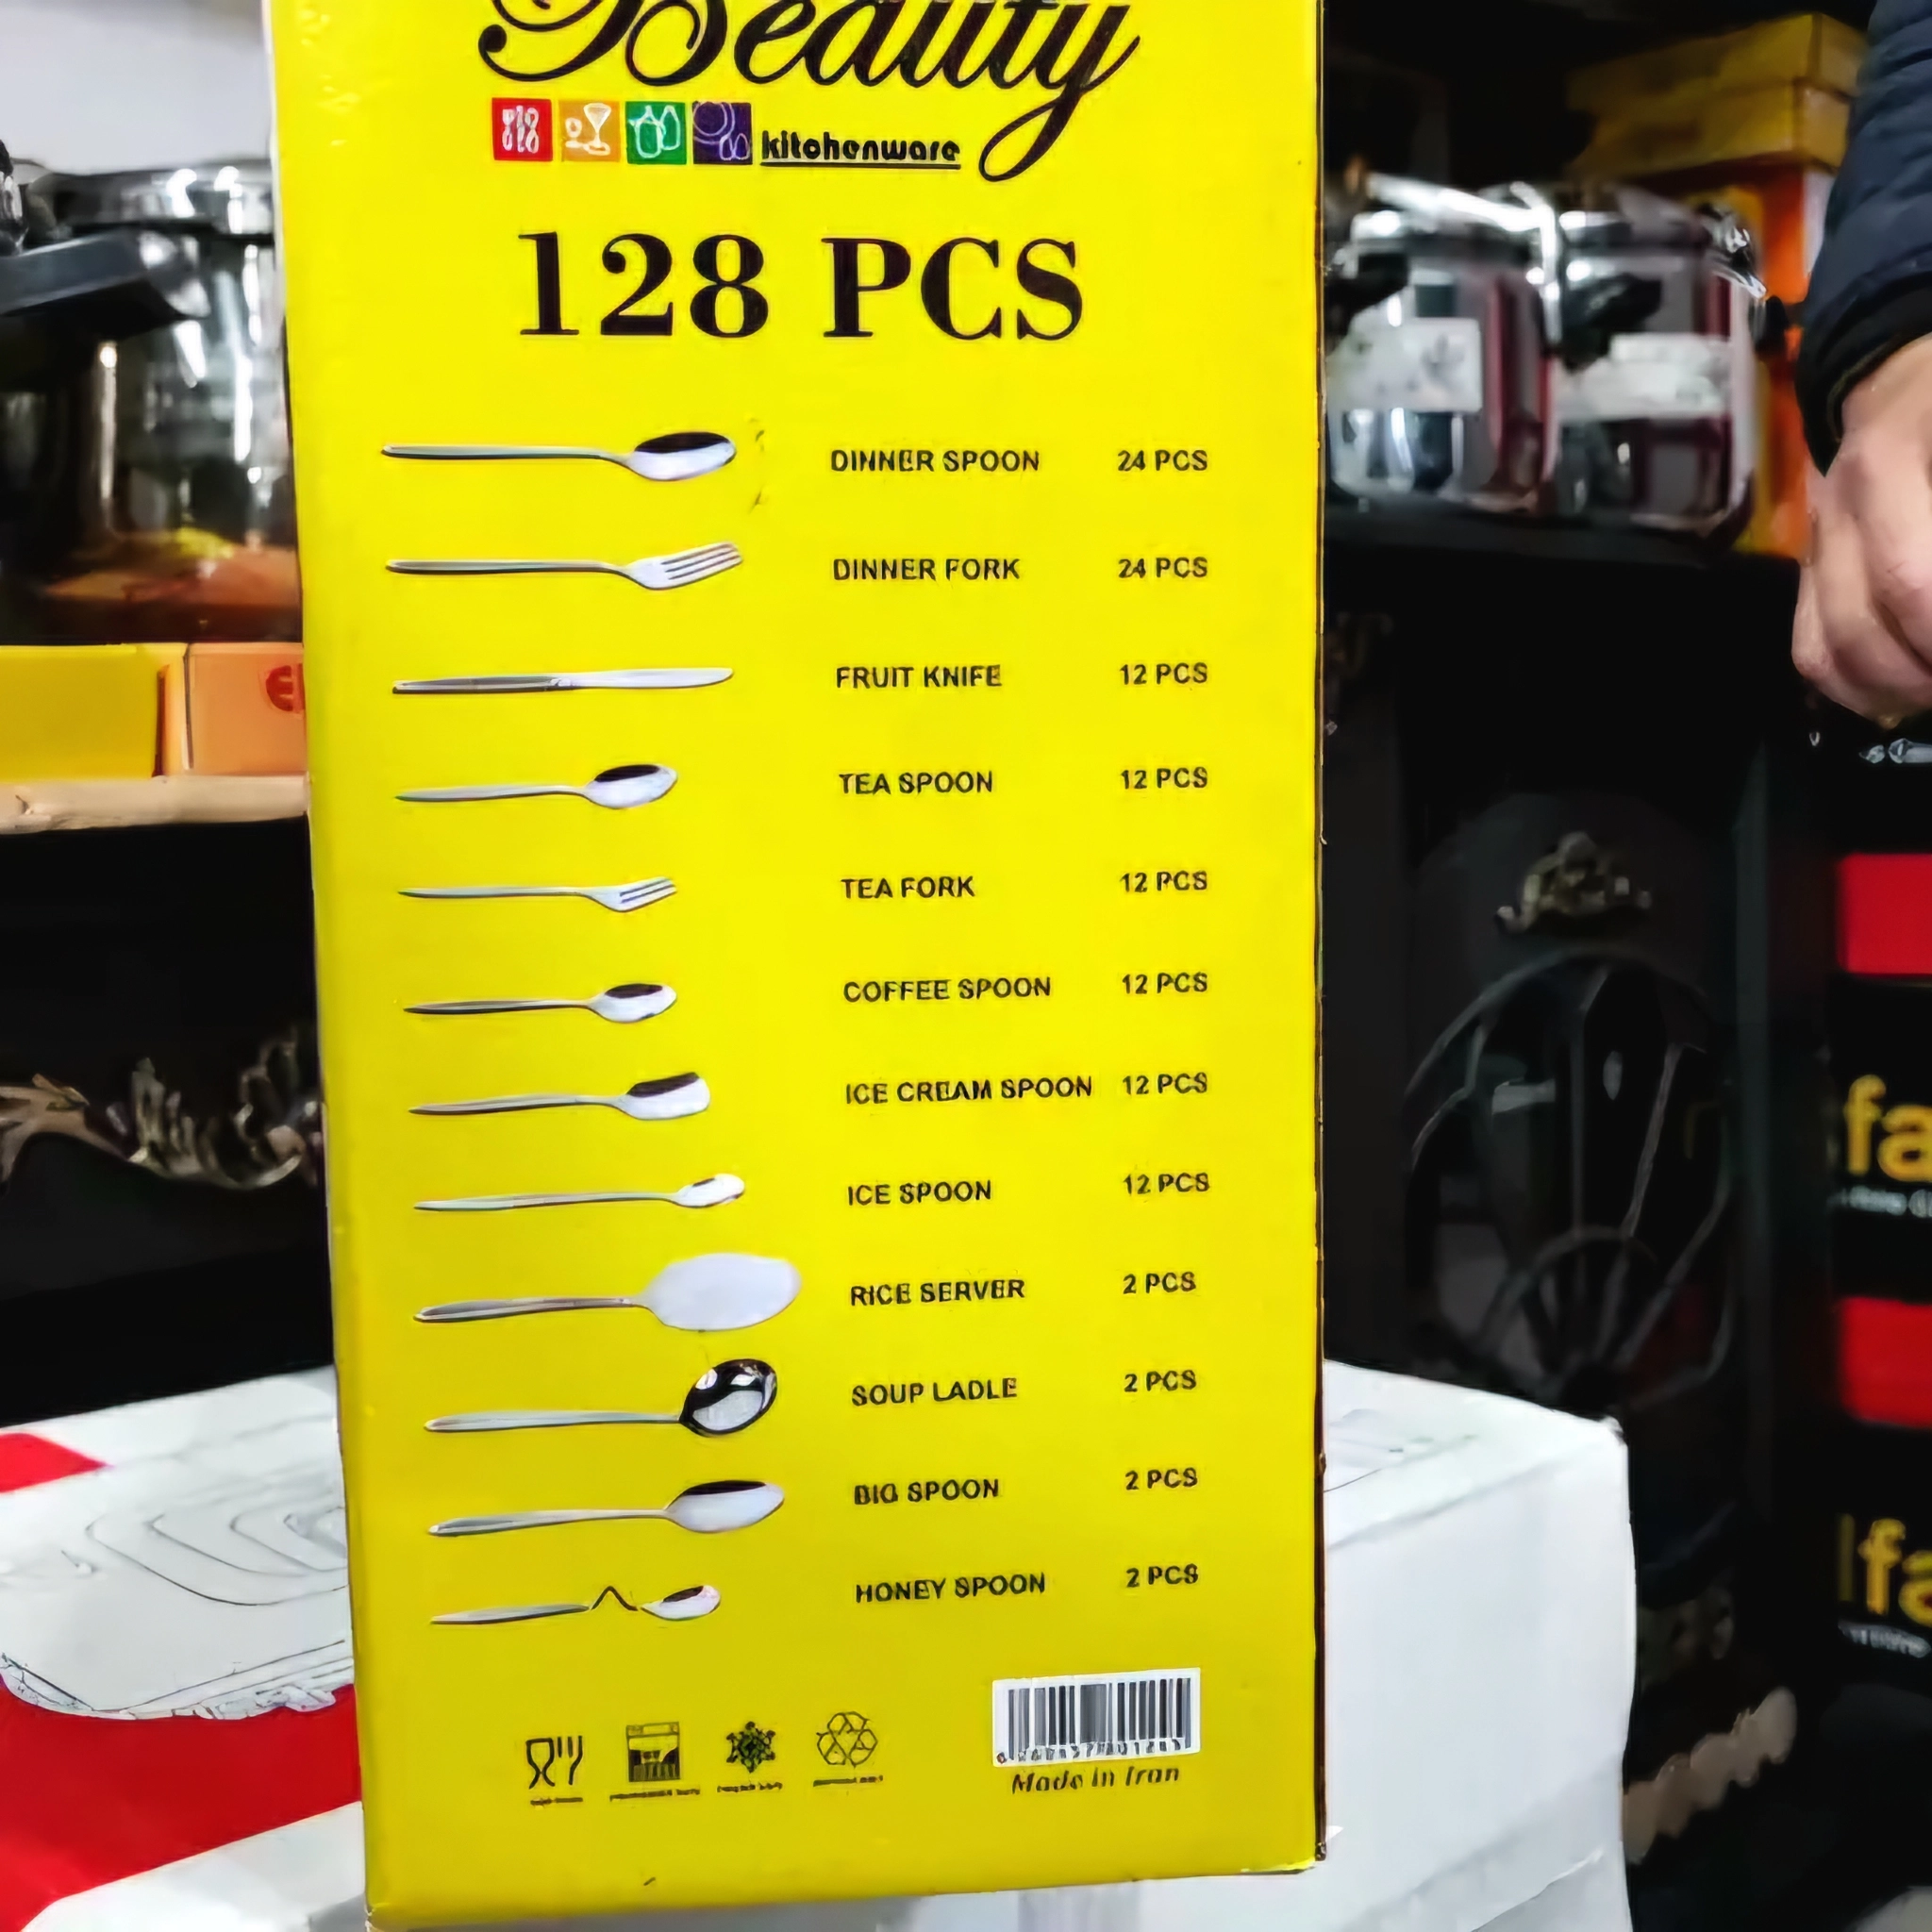 Beauty
kitchenware
128 PCS
DINNER SPOON 24 PCS
DINNER FORK 24 PCS
FRUIT KNIFE 12 PCS
TEA SPOON 12 PCS
TEA FORK 12 PCS
COFFEE SPOON 12 PCS
ICE CREAM SPOON 12 PCS
ICE SPOON 12 PCS
RICE SERVER 2 PCS
SOUP LADLE 2 PCS
BIG SPOON 2 PCS
HONEY SPOON 2 PCS
Made in Iran
fa
fa